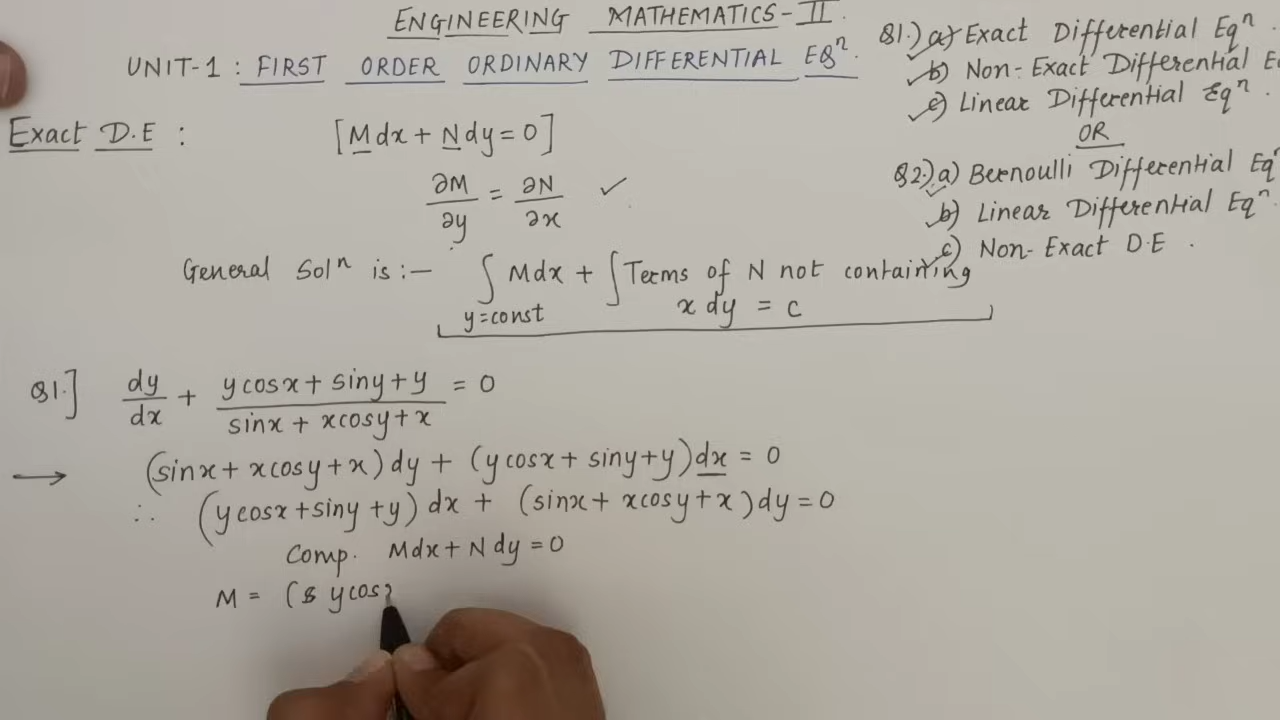 ENGINEERING MATHEMATICS-II.
UNIT-1 : FIRST ORDER ORDINARY DIFFERENTIAL EQⁿ.
Q1.) a) Exact Differential Eqⁿ.
b) Non-Exact Differential E
c) Linear Differential Eqⁿ.
OR
Q2.) a) Bernoulli Differential Eqⁿ
b) Linear Differential Eqⁿ.
c) Non-Exact D.E.
Exact D.E : [Mdx + Ndy = 0]
∂M/∂y = ∂N/∂x ✓
General Solⁿ is :- ∫ Mdx + ∫ Terms of N not containing
y=const x dy = c
Q1.] dy/dx + (ycosx + siny + y)/(sinx + xcosy + x) = 0
→ (sinx + xcosy + x) dy + (ycosx + siny + y) dx = 0
∴ (ycosx + siny + y) dx + (sinx + xcosy + x) dy = 0
Comp. Mdx + Ndy = 0
M = ( ycos